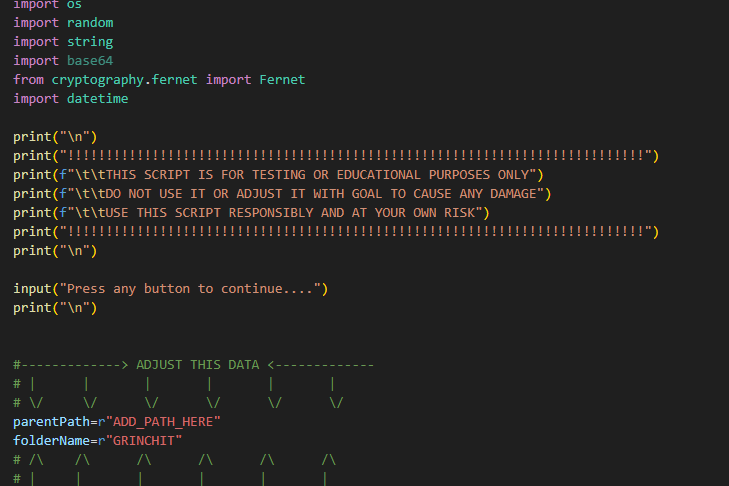 import os
import random
import string
import base64
from cryptography.fernet import Fernet
import datetime
print("\n")
print("!!!!!!!!!!!!!!!!!!!!!!!!!!!!!!!!!!!!!!!!!!!!!!!!!!!!!!!!!!!!!!!!!!!!!!!!!!!")
print(f"\t\tTHIS SCRIPT IS FOR TESTING OR EDUCATIONAL PURPOSES ONLY")
print(f"\t\tDO NOT USE IT OR ADJUST IT WITH GOAL TO CAUSE ANY DAMAGE")
print(f"\t\tUSE THIS SCRIPT RESPONSIBLY AND AT YOUR OWN RISK")
print("!!!!!!!!!!!!!!!!!!!!!!!!!!!!!!!!!!!!!!!!!!!!!!!!!!!!!!!!!!!!!!!!!!!!!!!!!!!")
print("\n")
input("Press any button to continue....")
print("\n")
#-------------> ADJUST THIS DATA <-------------
# |      |       |       |       |       |
# \/     \/      \/      \/      \/      \/
parentPath=r"ADD_PATH_HERE"
folderName=r"GRINCHIT"
# /\    /\      /\      /\      /\      /\
# |     |       |       |       |       |